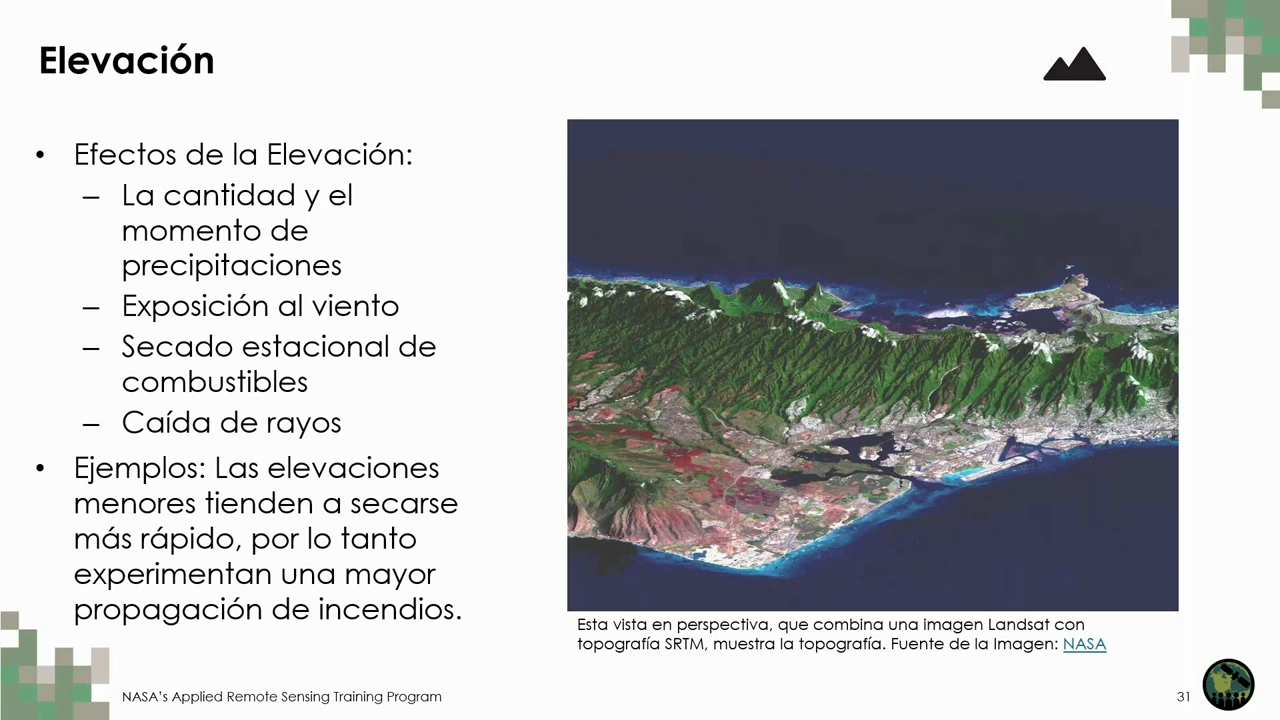 Elevación
• Efectos de la Elevación:
– La cantidad y el
momento de
precipitaciones
– Exposición al viento
– Secado estacional de
combustibles
– Caída de rayos
• Ejemplos: Las elevaciones
menores tienden a secarse
más rápido, por lo tanto
experimentan una mayor
propagación de incendios.
Esta vista en perspectiva, que combina una imagen Landsat con
topografía SRTM, muestra la topografía. Fuente de la Imagen: NASA
NASA's Applied Remote Sensing Training Program
31